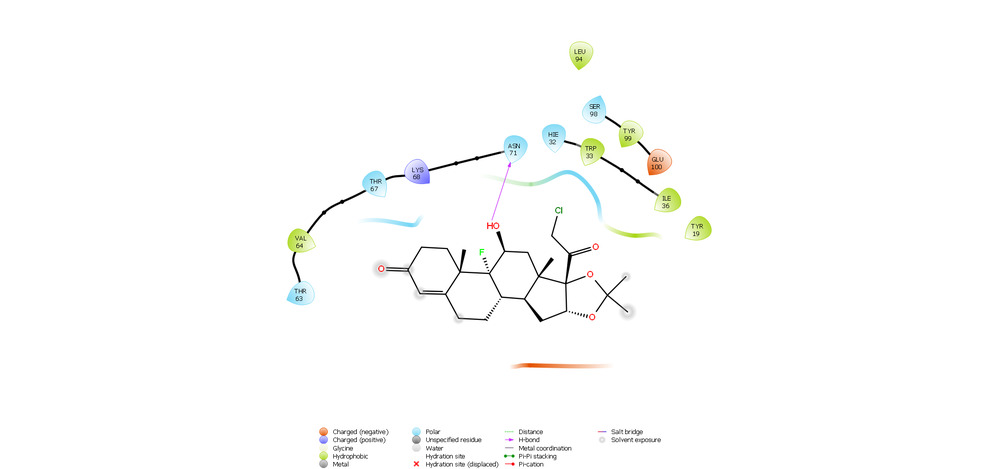 LEU
94
SER
98
TYR
99
HIE
32
ASN
71
TRP
33
GLU
100
LYS
68
THR
67
ILE
36
Cl
TYR
19
HO
VAL
64
F
O
O
O
THR
63
O
Charged (negative)
Charged (positive)
Glycine
Hydrophobic
Metal
Polar
Unspecified residue
Water
Hydration site
Hydration site (displaced)
Distance
H-bond
Metal coordination
Pi-Pi stacking
Pi-cation
Salt bridge
Solvent exposure